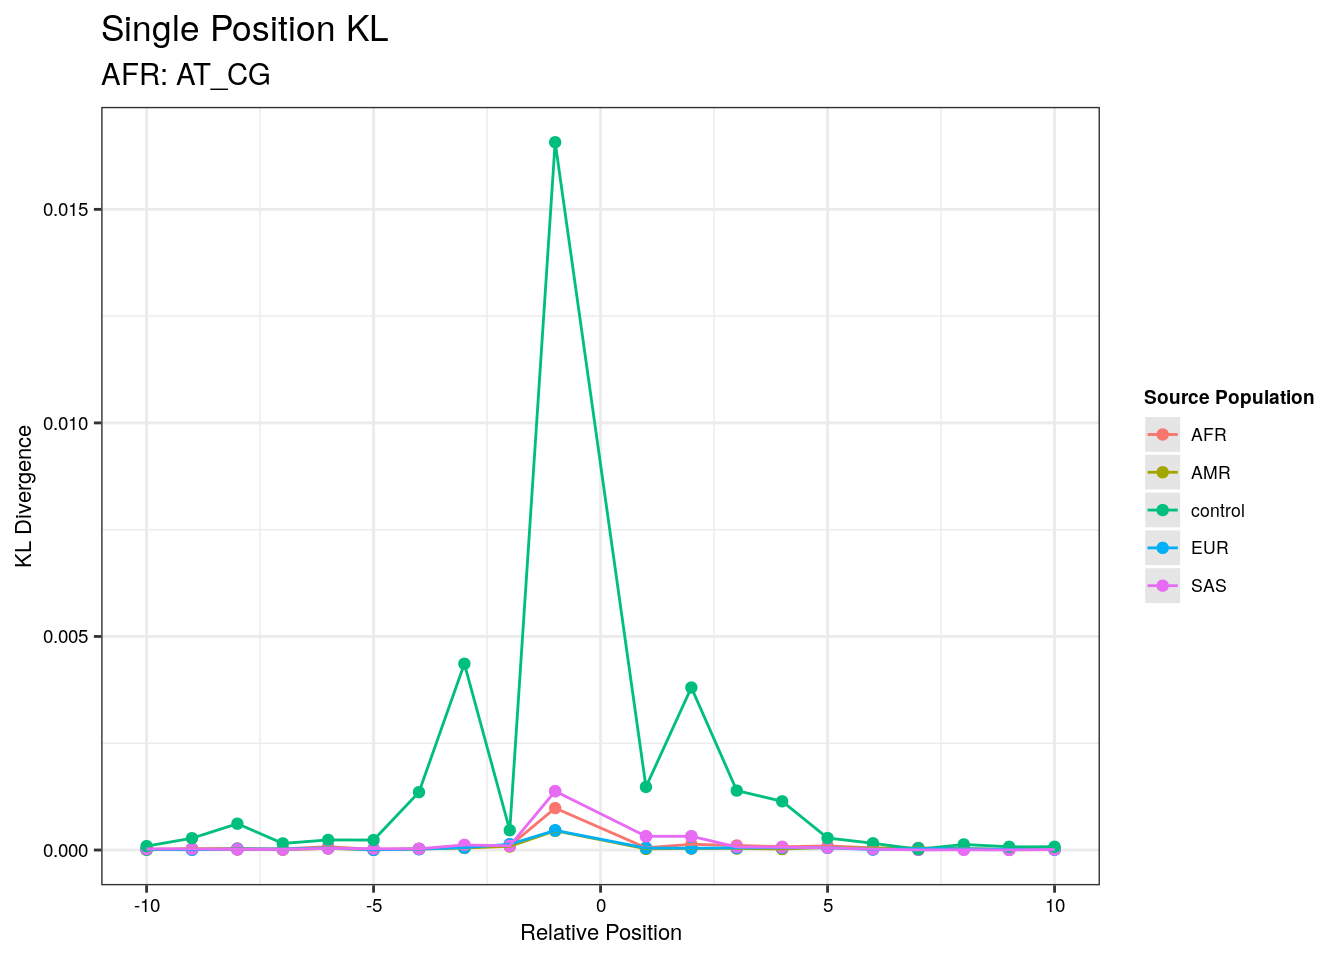 Single Position KL
AFR: AT_CG
KL Divergence
0.015
0.010
0.005
0.000
-10
-5
0
5
10
Relative Position
Source Population
AFR
AMR
control
EUR
SAS